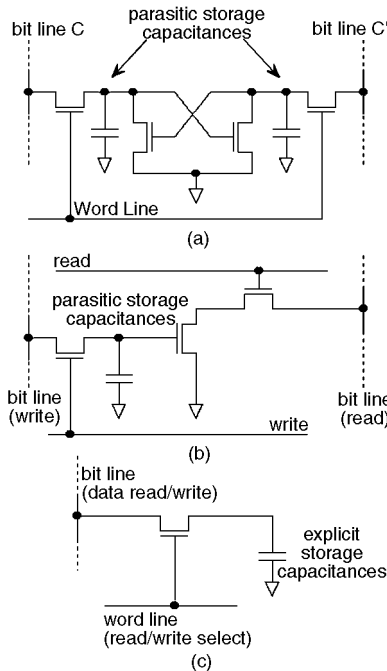 bit line C
parasitic storage
capacitances
bit line C'
Word Line
(a)
read
parasitic storage
capacitances
bit line
(write)
write
bit line
(read)
(b)
bit line
(data read/write)
explicit
storage
capacitances
word line
(read/write select)
(c)